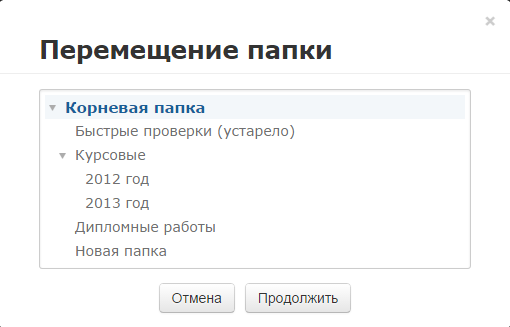 Перемещение папки
Корневая папка
Быстрые проверки (устарело)
Курсовые
2012 год
2013 год
Дипломные работы
Новая папка
Отмена Продолжить